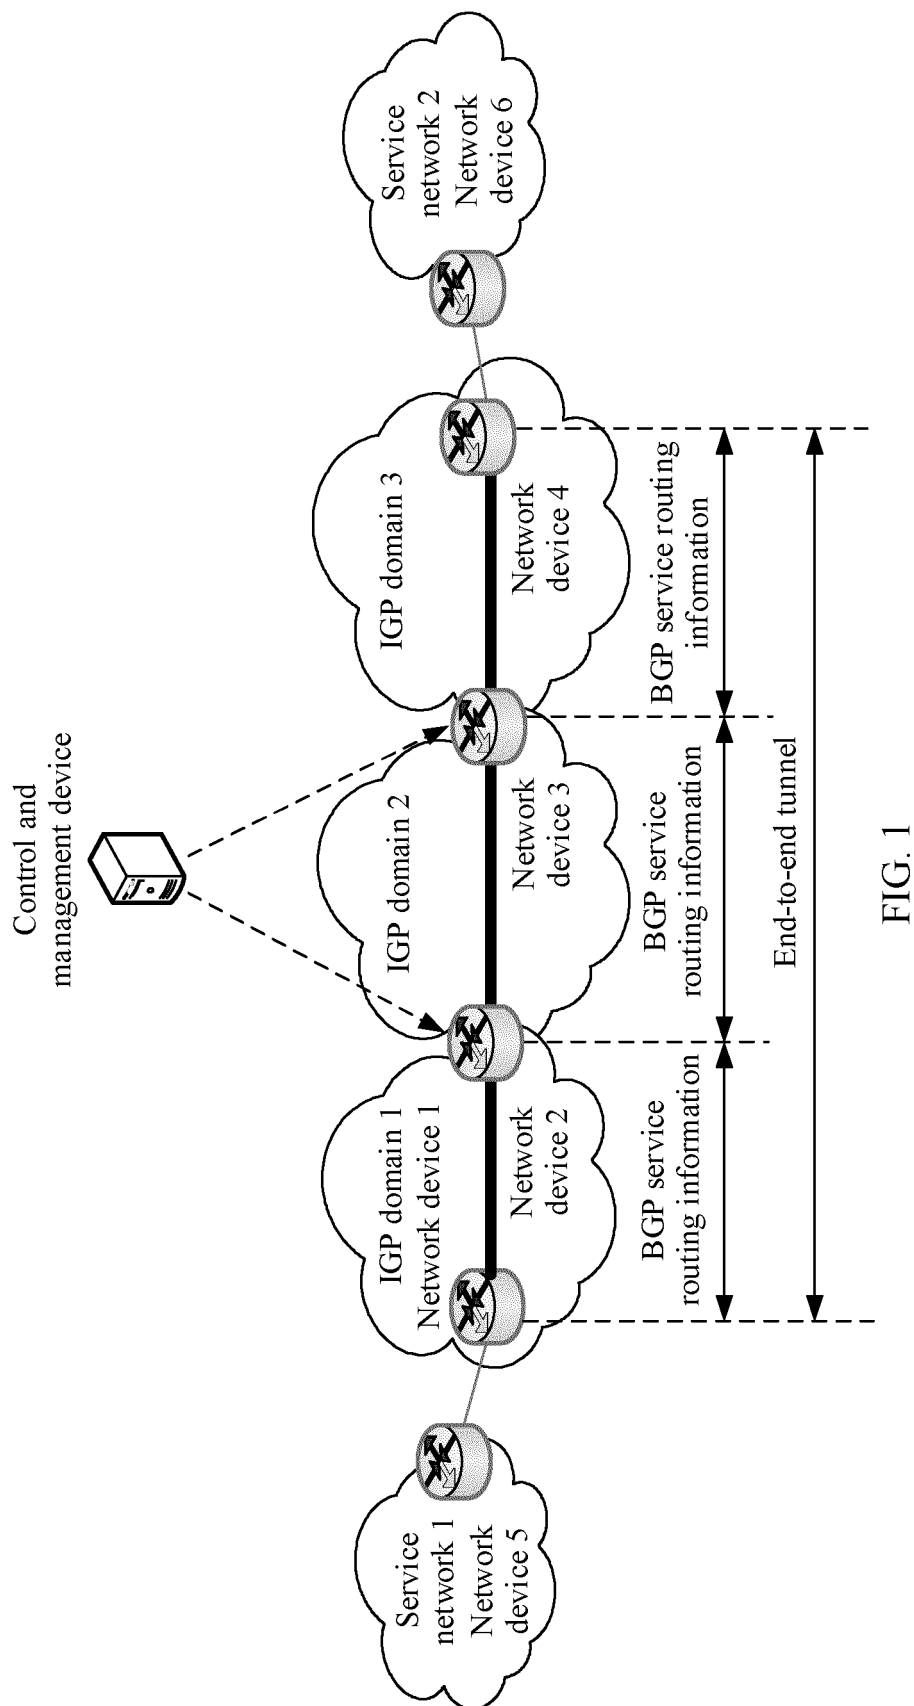 Control and
management device
Service
network 1
Network
device 5
IGP domain 1
Network device 1
Network
device 2
IGP domain 2
Network
device 3
IGP domain 3
Network
device 4
Service
network 2
Network
device 6
BGP service
routing information
BGP service
routing information
BGP service routing
information
End-to-end tunnel
FIG. 1